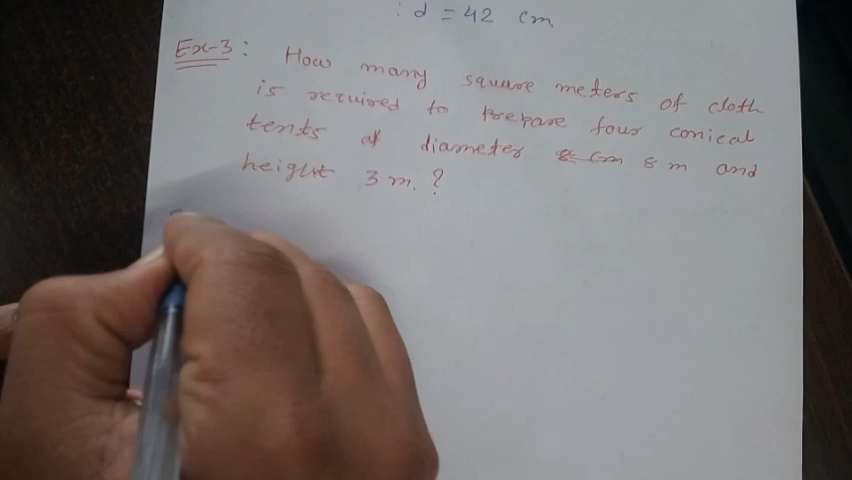 ∴ d = 42 cm
Ex-3: How many square meters of cloth
is required to prepare four conical
tents of diameter 8 m and
height 3 m. ?